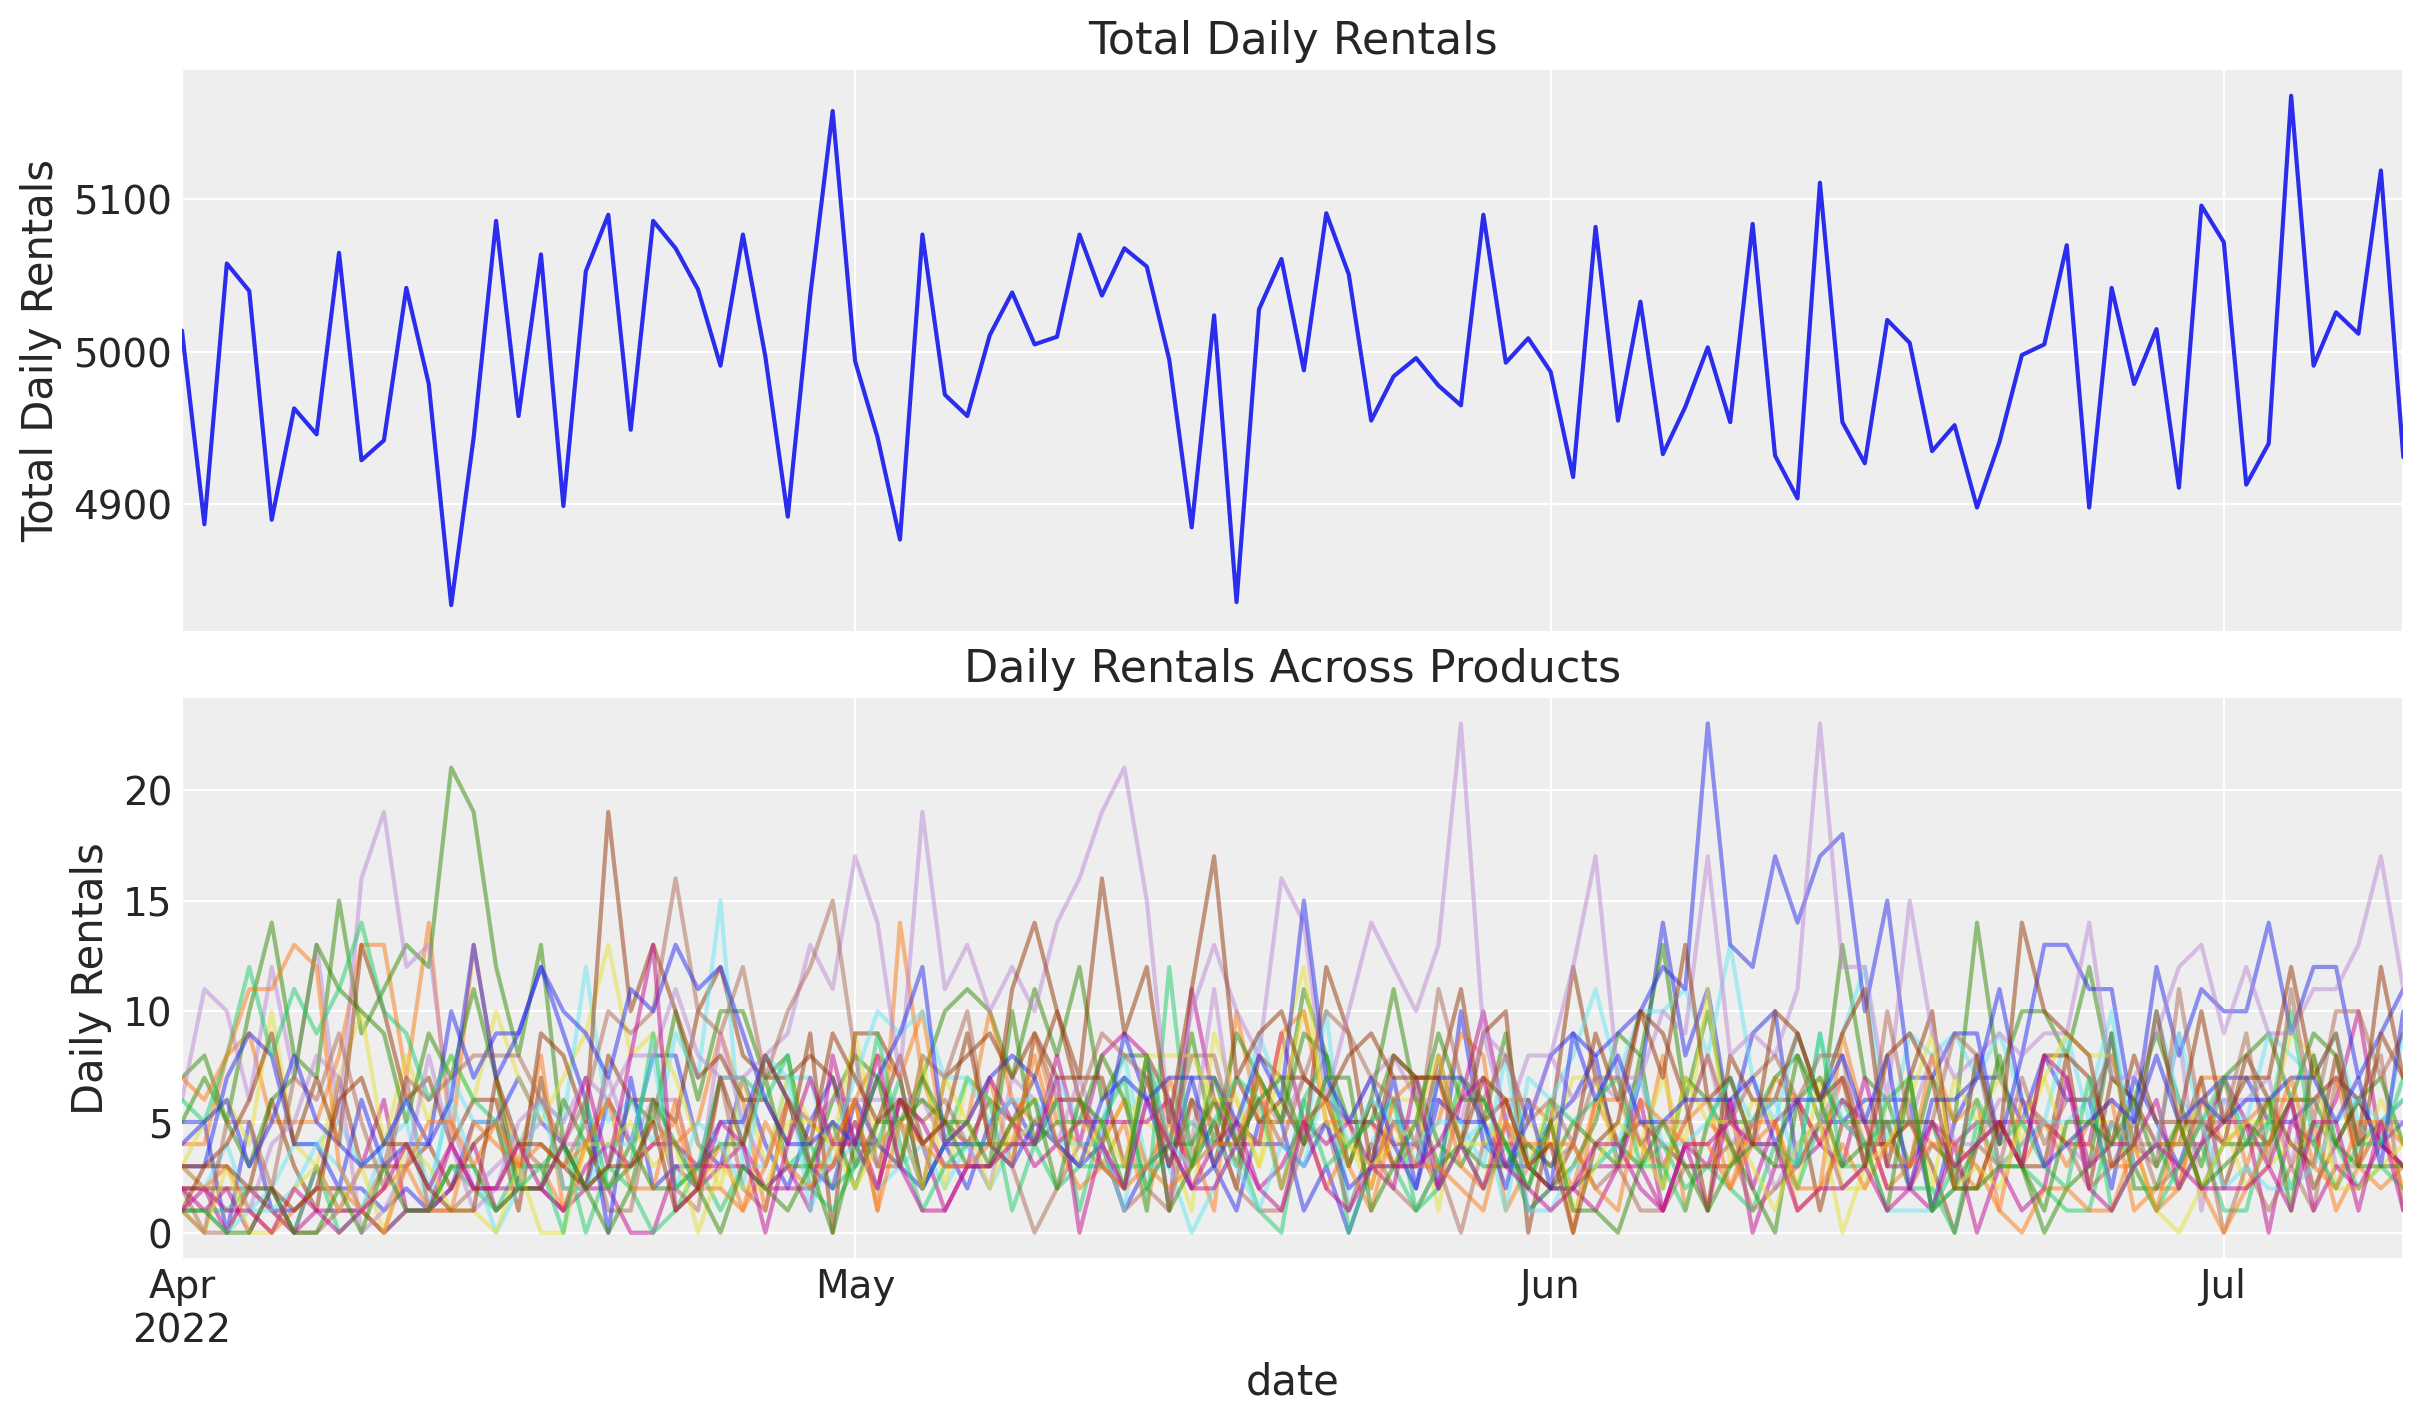 Total Daily Rentals
Total Daily Rentals
5100
5000
4900
Daily Rentals Across Products
Daily Rentals
20
15
10
5
0
Apr May Jun Jul
2022
date